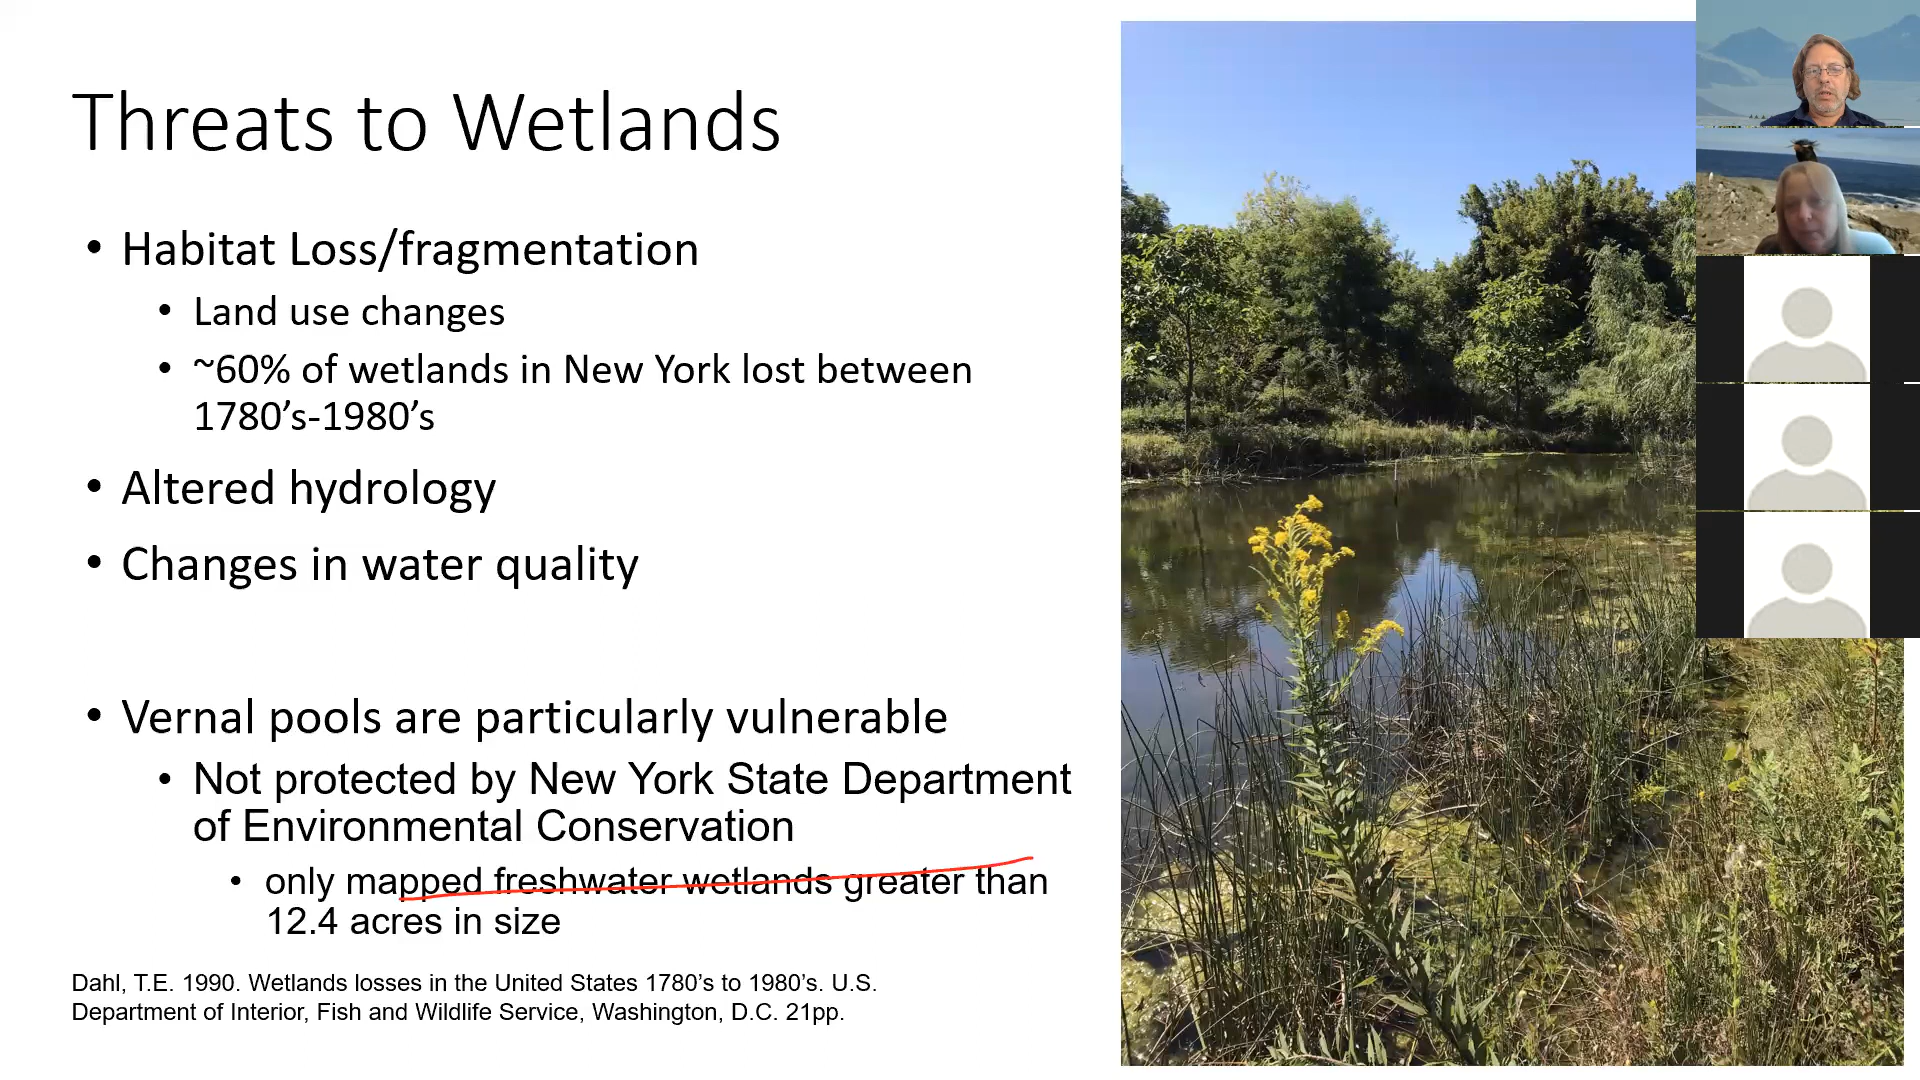 Threats to Wetlands
• Habitat Loss/fragmentation
• Land use changes
• ~60% of wetlands in New York lost between
1780’s-1980’s
• Altered hydrology
• Changes in water quality
• Vernal pools are particularly vulnerable
• Not protected by New York State Department
of Environmental Conservation
• only mapped freshwater wetlands greater than
12.4 acres in size
Dahl, T.E. 1990. Wetlands losses in the United States 1780’s to 1980’s. U.S.
Department of Interior, Fish and Wildlife Service, Washington, D.C. 21pp.